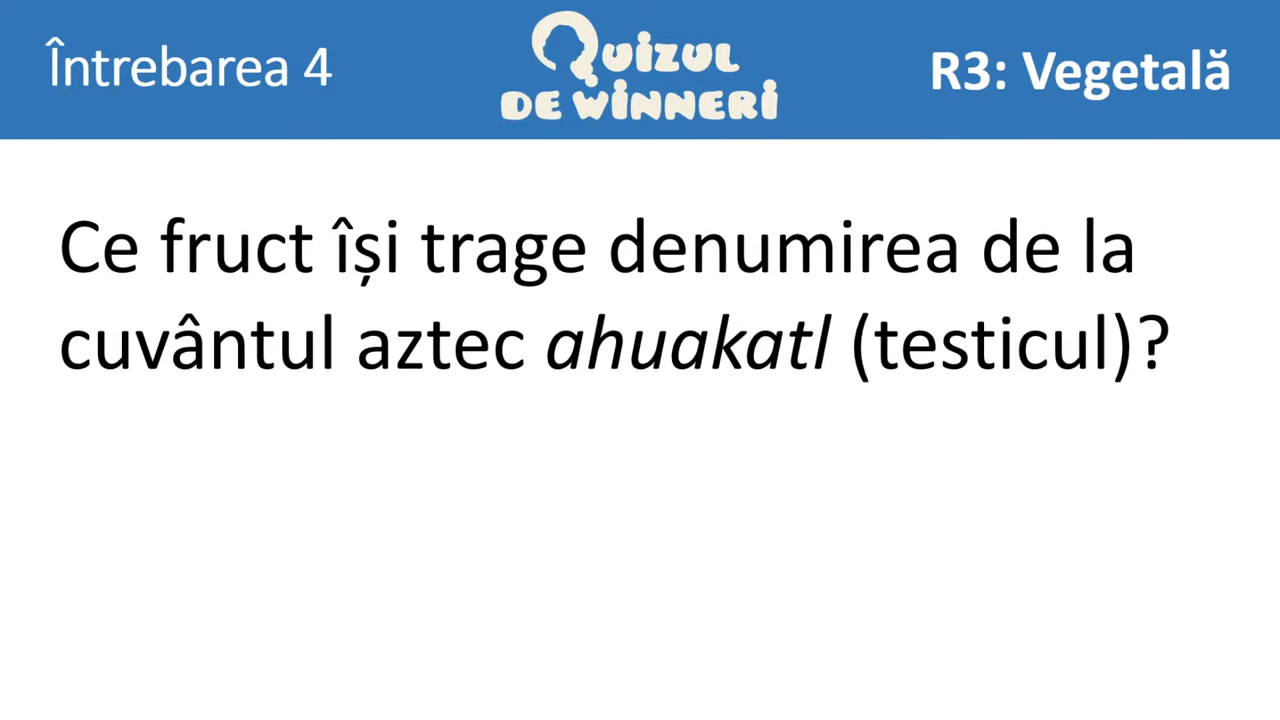 Întrebarea 4
QUIZUL
DE WINNERI
R3: Vegetală
Ce fruct își trage denumirea de la
cuvântul aztec ahuakatl (testicul)?